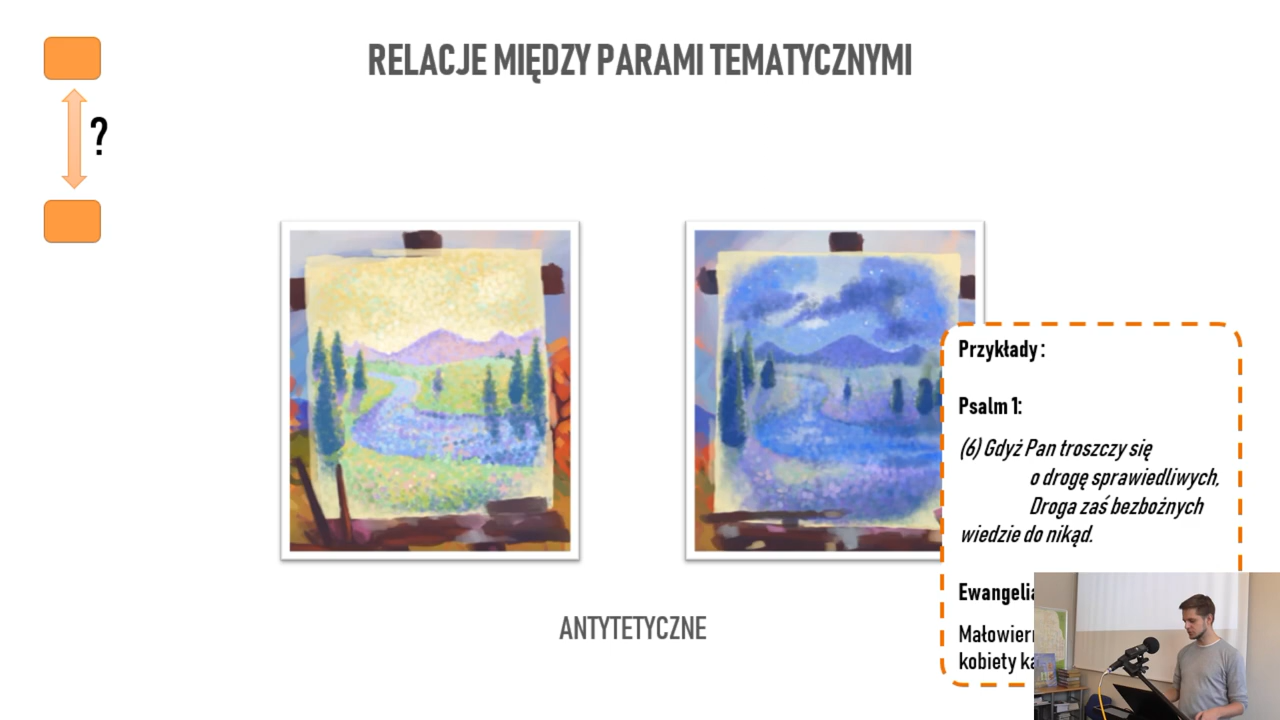 RELACJE MIĘDZY PARAMI TEMATYCZNYMI
?
Przykłady:
Psalm 1:
(6) Gdyż Pan troszczy się
o drogę sprawiedliwych,
Droga zaś bezbożnych
wiedzie do nikąd.
kobiety
ANTYTETYCZNE